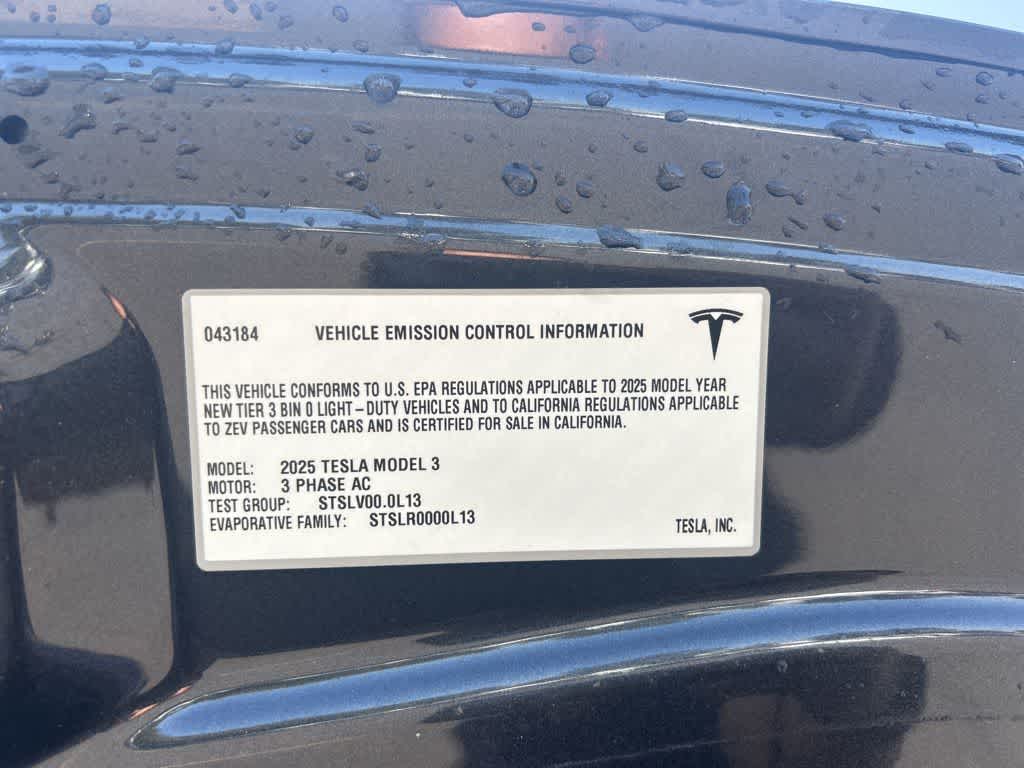 043184 VEHICLE EMISSION CONTROL INFORMATION
THIS VEHICLE CONFORMS TO U.S. EPA REGULATIONS APPLICABLE TO 2025 MODEL YEAR
NEW TIER 3 BIN 0 LIGHT-DUTY VEHICLES AND TO CALIFORNIA REGULATIONS APPLICABLE
TO ZEV PASSENGER CARS AND IS CERTIFIED FOR SALE IN CALIFORNIA.
MODEL: 2025 TESLA MODEL 3
MOTOR: 3 PHASE AC
TEST GROUP: STSLV00.0L13
EVAPORATIVE FAMILY: STSLR0000L13
TESLA, INC.